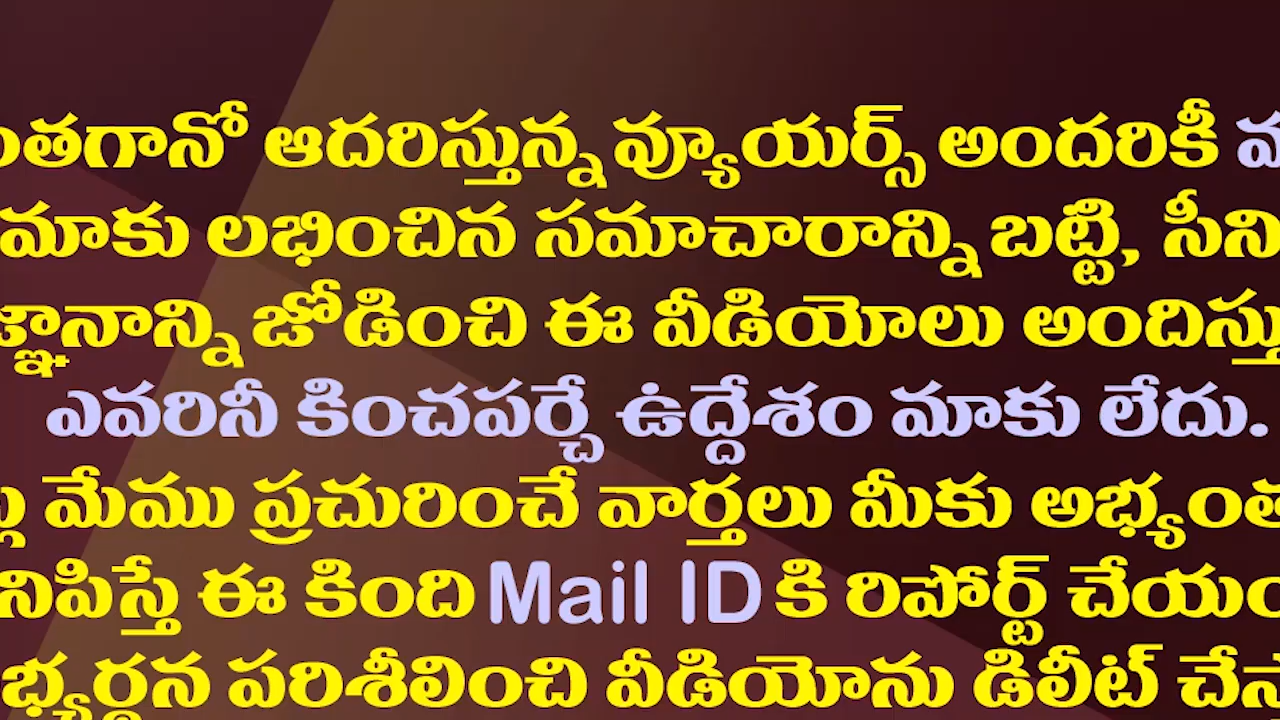 ంతగానో ఆదరిస్తున్న వ్యూయర్స్ అందరికీ
మాకు లభించిన సమాచారాన్ని బట్టి, సీని
జ్ఞానాన్ని జోడించి ఈ వీడియోలు అందిస్తు
ఎవరినీ కించపర్చే ఉద్దేశం మాకు లేదు.
మేము ప్రచురించే వార్తలు మీకు అభ్యంత
నిపిస్తే ఈ కింది Mail ID కి రిపోర్ట్ చేయం
భ్యర్థన పరిశీలించి వీడియోను డిలీట్ చేస